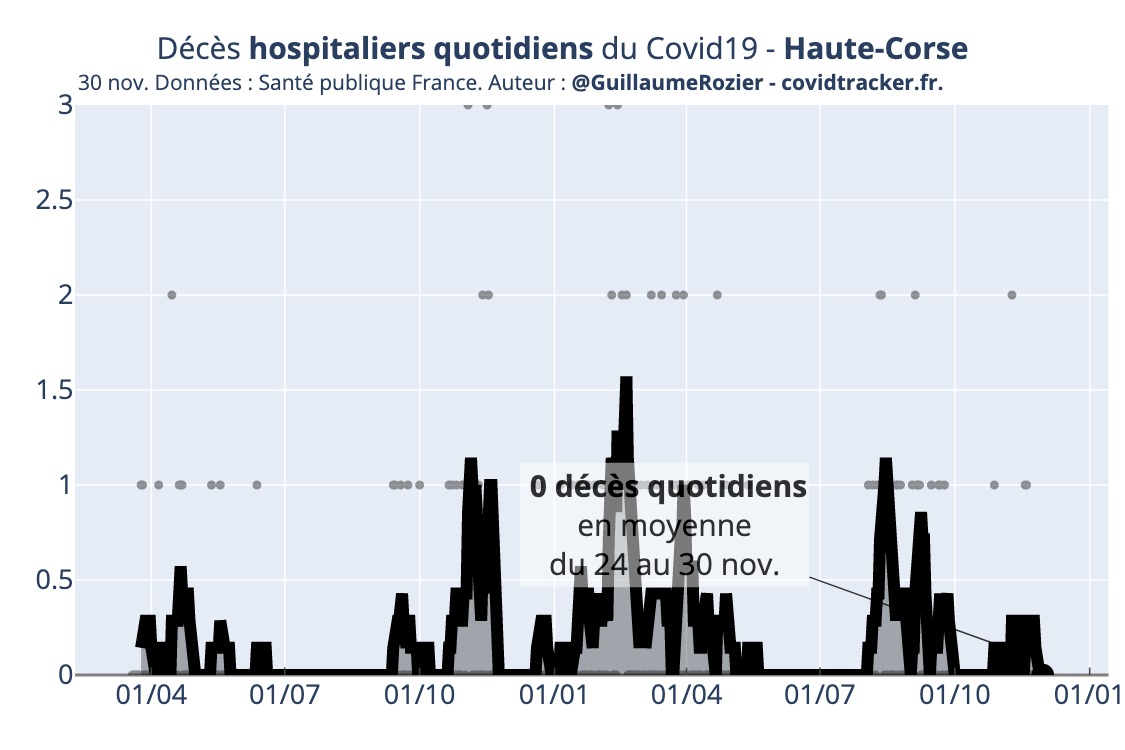 Décès hospitaliers quotidiens du Covid19 - Haute-Corse
30 nov. Données : Santé publique France. Auteur : @GuillaumeRozier - covidtracker.fr.
3
2.5
2
1.5
1
0.5
0
0 décès quotidiens
en moyenne
du 24 au 30 nov.
01/04 01/07 01/10 01/01 01/04 01/07 01/10 01/01